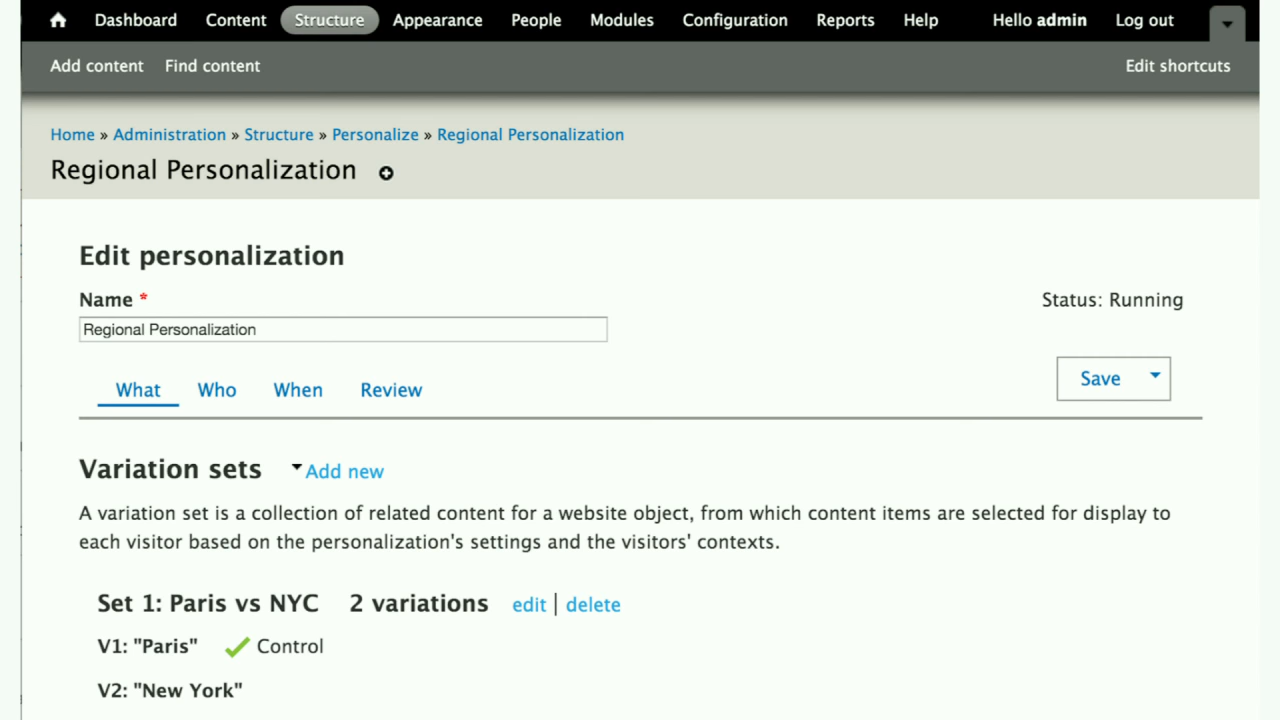 Dashboard Content Structure Appearance People Modules Configuration Reports Help Hello admin Log out
Add content Find content Edit shortcuts
Home » Administration » Structure » Personalize » Regional Personalization
Regional Personalization
Edit personalization
Name *
Status: Running
Regional Personalization
What Who When Review
Save
Variation sets Add new
A variation set is a collection of related content for a website object, from which content items are selected for display to
each visitor based on the personalization's settings and the visitors' contexts.
Set 1: Paris vs NYC 2 variations edit | delete
V1: "Paris" Control
V2: "New York"